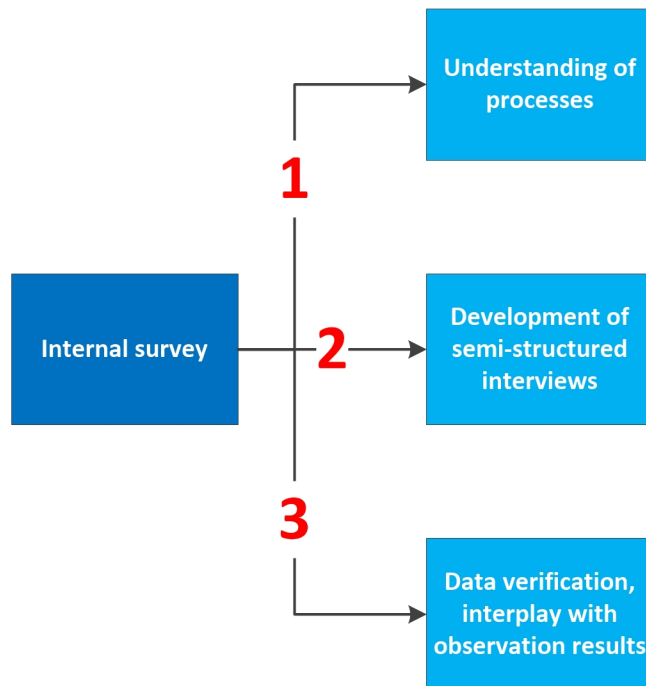 Understanding of
processes
1
Internal survey
2
Development of
semi-structured
interviews
3
Data verification,
interplay with
observation results